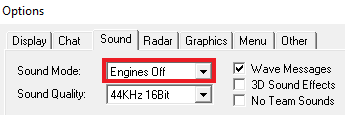 Options
Display Chat Sound Radar Graphics Menu Other
Sound Mode: Engines Off Wave Messages
3D Sound Effects
Sound Quality: 44KHz 16Bit No Team Sounds